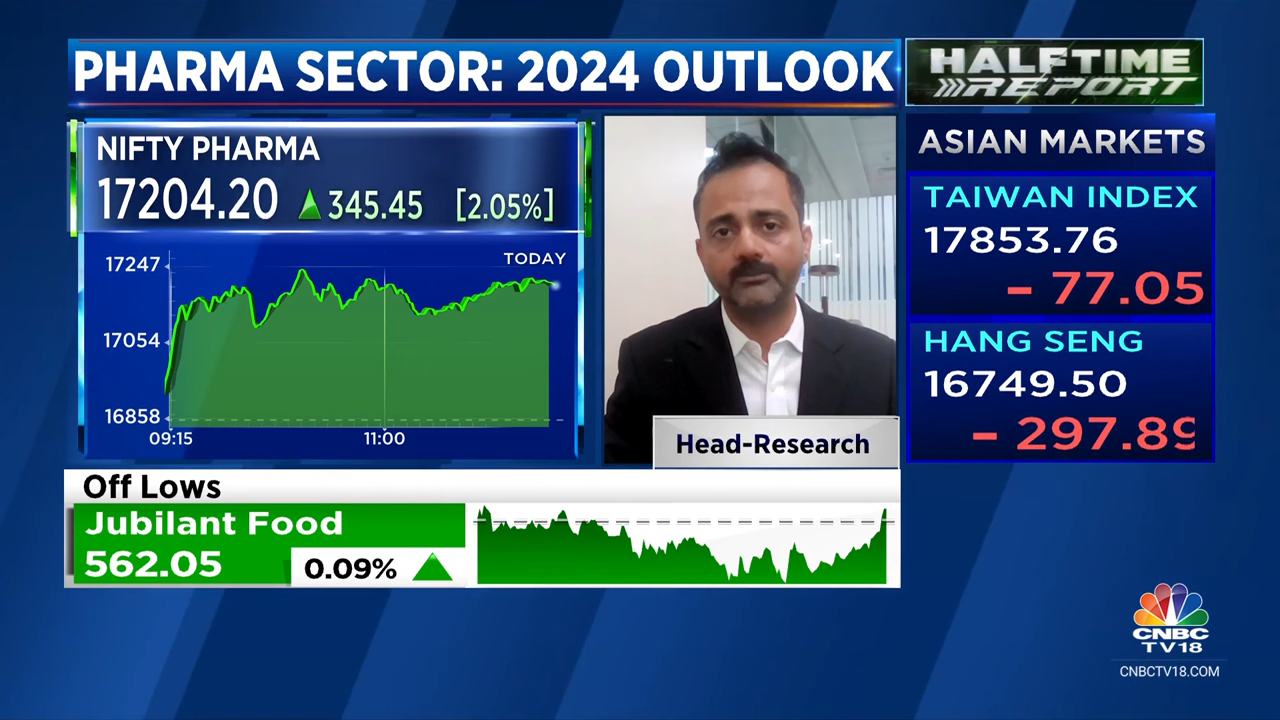 PHARMA SECTOR: 2024 OUTLOOK
HALFTIME
REPORT
NIFTY PHARMA
17204.20 ▲ 345.45 [2.05%]
TODAY
17247
17054
16858
09:15 11:00
Head-Research
ASIAN MARKETS
TAIWAN INDEX
17853.76
- 77.05
HANG SENG
16749.50
- 297.89
Off Lows
Jubilant Food
562.05 0.09% ▲
CNBC
TV18
CNBCTV18.COM